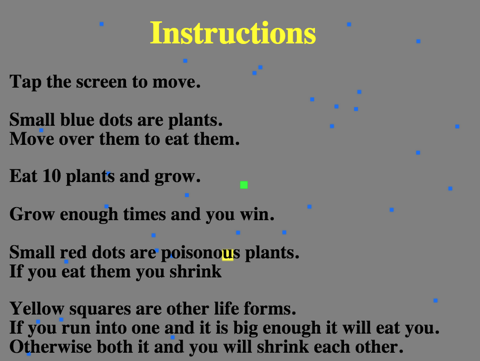 Instructions
Tap the screen to move.
Small blue dots are plants.
Move over them to eat them.
Eat 10 plants and grow.
Grow enough times and you win.
Small red dots are poisonous plants.
If you eat them you shrink
Yellow squares are other life forms.
If you run into one and it is big enough it will eat you.
Otherwise both it and you will shrink each other.